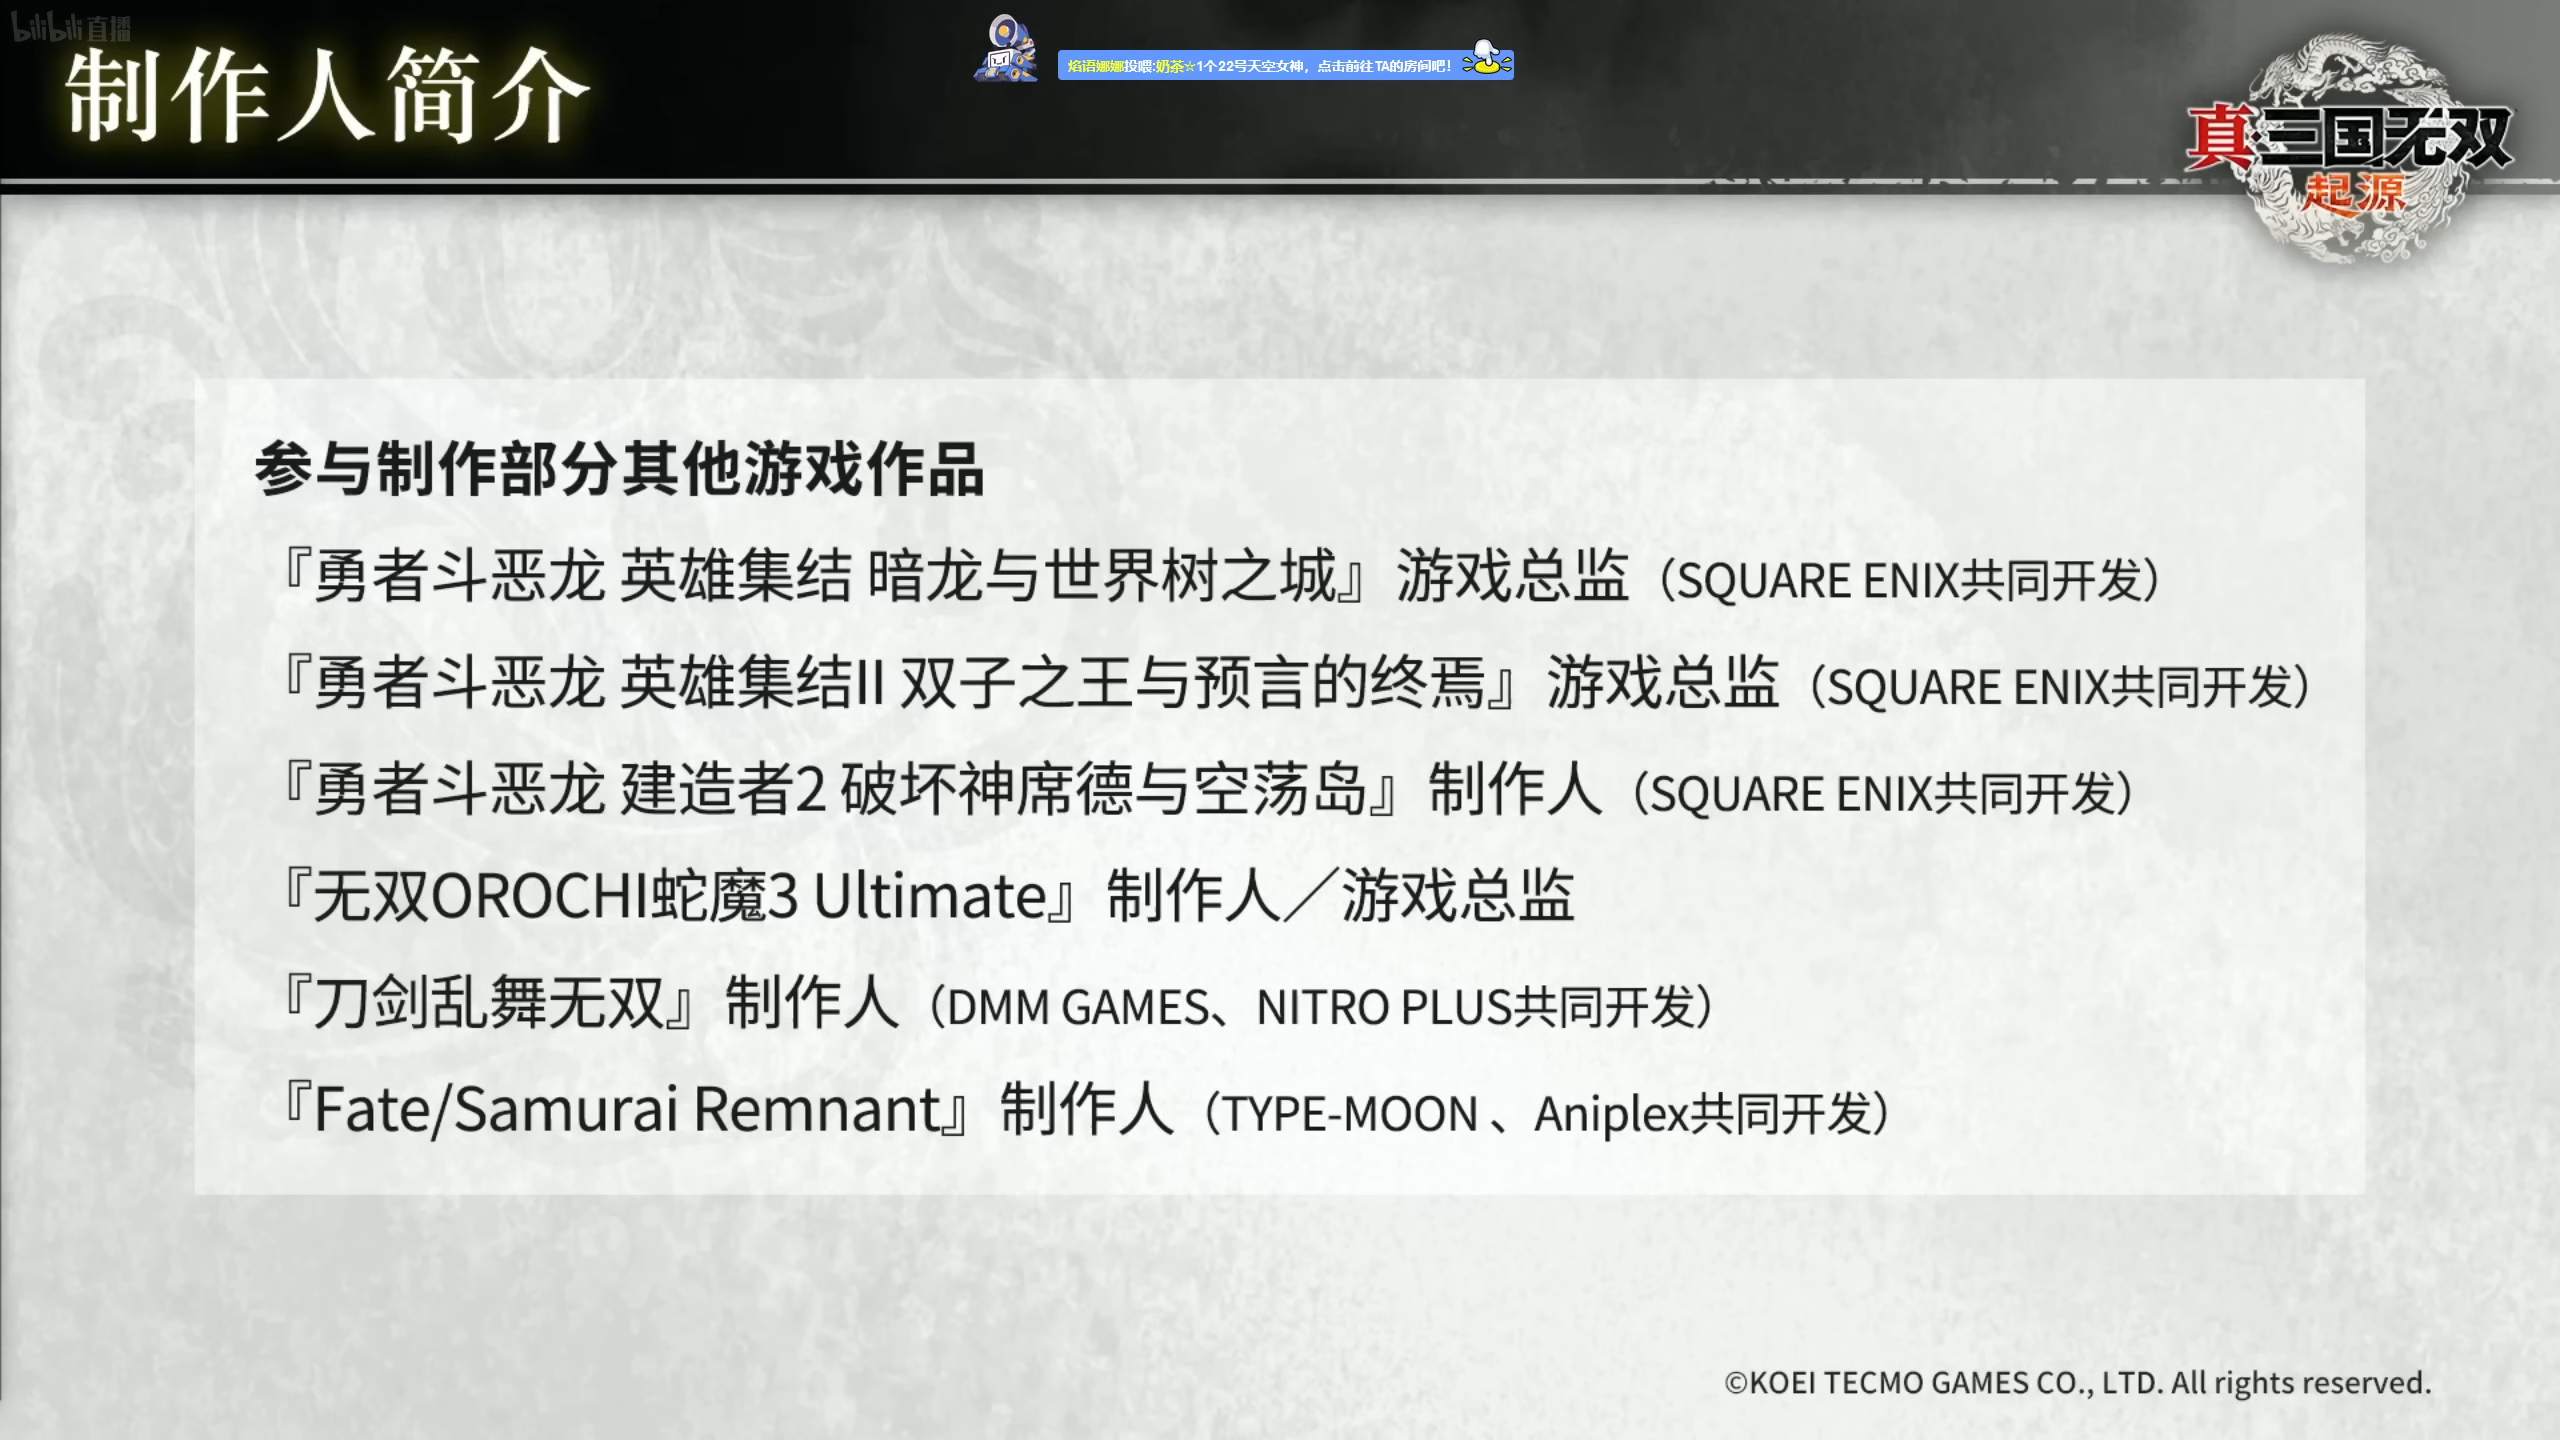 bilibili直播
制作人简介
焰语娜娜投喂:奶茶☆1个22号天空女神，点击前往TA的房间吧！
真·三国无双
起源
参与制作部分其他游戏作品
『勇者斗恶龙 英雄集结 暗龙与世界树之城』游戏总监（SQUARE ENIX共同开发）
『勇者斗恶龙 英雄集结II 双子之王与预言的终焉』游戏总监（SQUARE ENIX共同开发）
『勇者斗恶龙 建造者2 破坏神席德与空荡岛』制作人（SQUARE ENIX共同开发）
『无双OROCHI蛇魔3 Ultimate』制作人／游戏总监
『刀剑乱舞无双』制作人（DMM GAMES、NITRO PLUS共同开发）
『Fate/Samurai Remnant』制作人（TYPE-MOON 、Aniplex共同开发）
©KOEI TECMO GAMES CO., LTD. All rights reserved.